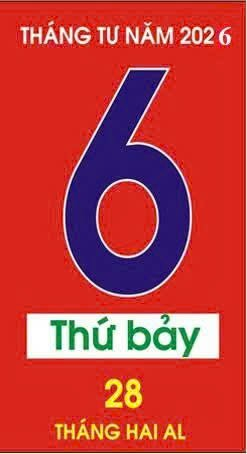 THÁNG TƯ NĂM 2026
6
Thứ bảy
28
THÁNG HAI AL